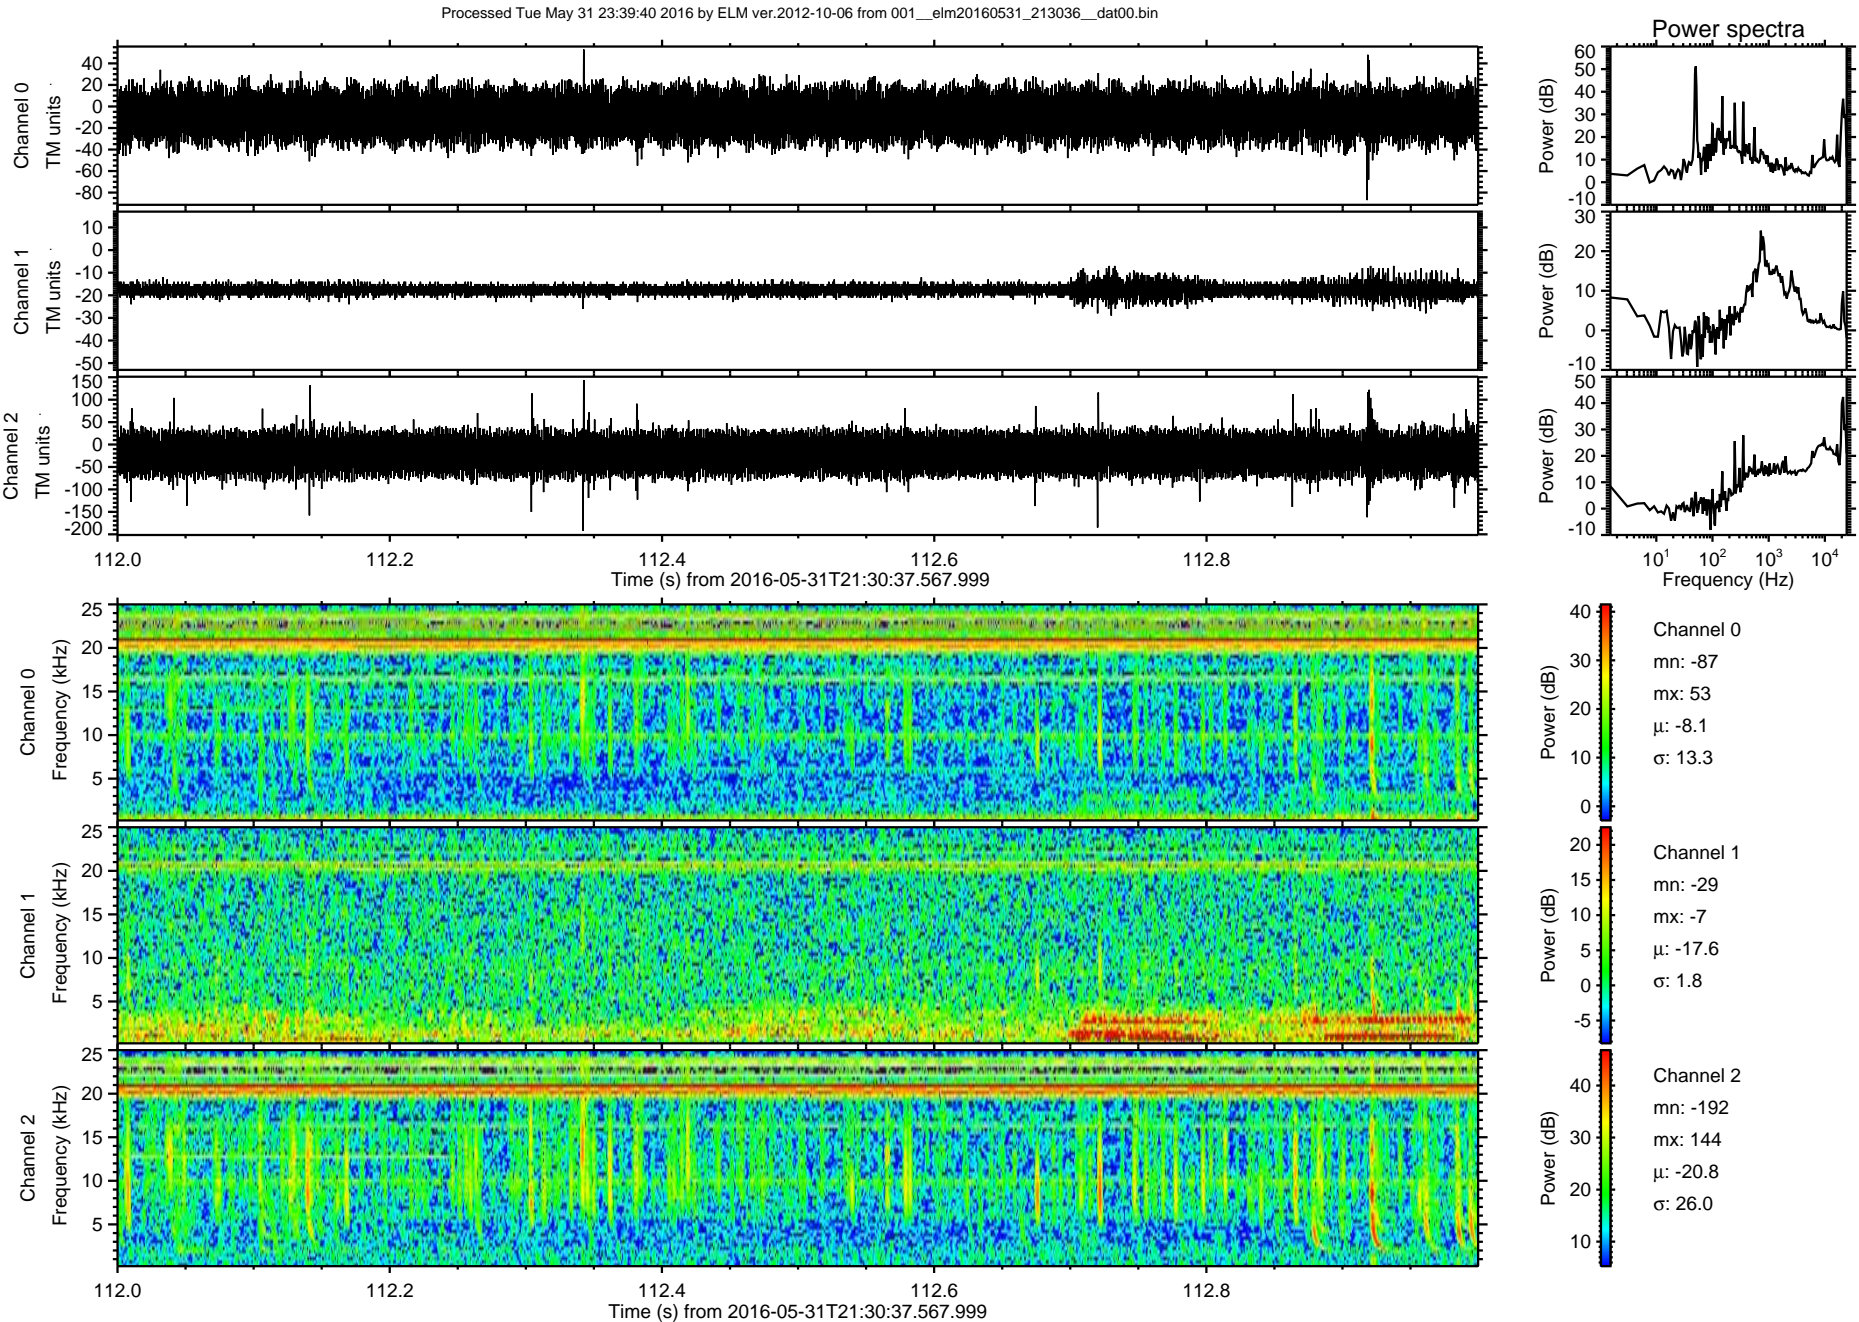 Processed Tue May 31 23:39:40 2016 by ELM ver.2012-10-06 from 001__elm20160531_213036__dat00.bin
Power spectra
Channel 0
TM units
40
20
0
-20
-40
-60
-80
Power (dB)
60
50
40
30
20
10
0
-10
Channel 1
TM units
10
0
-10
-20
-30
-40
-50
Power (dB)
30
20
10
0
-10
Channel 2
TM units
150
100
50
0
-50
-100
-150
-200
Power (dB)
50
40
30
20
10
0
-10
112.0 112.2 112.4 112.6 112.8
Time (s) from 2016-05-31T21:30:37.567.999
10^1 10^2 10^3 10^4
Frequency (Hz)
Channel 0
Frequency (kHz)
25
20
15
10
5
Power (dB)
40
30
20
10
0
Channel 0
mn: -87
mx: 53
μ: -8.1
σ: 13.3
Channel 1
Frequency (kHz)
25
20
15
10
5
Power (dB)
20
15
10
5
0
-5
Channel 1
mn: -29
mx: -7
μ: -17.6
σ: 1.8
Channel 2
Frequency (kHz)
25
20
15
10
5
Power (dB)
40
30
20
10
Channel 2
mn: -192
mx: 144
μ: -20.8
σ: 26.0
112.0 112.2 112.4 112.6 112.8
Time (s) from 2016-05-31T21:30:37.567.999